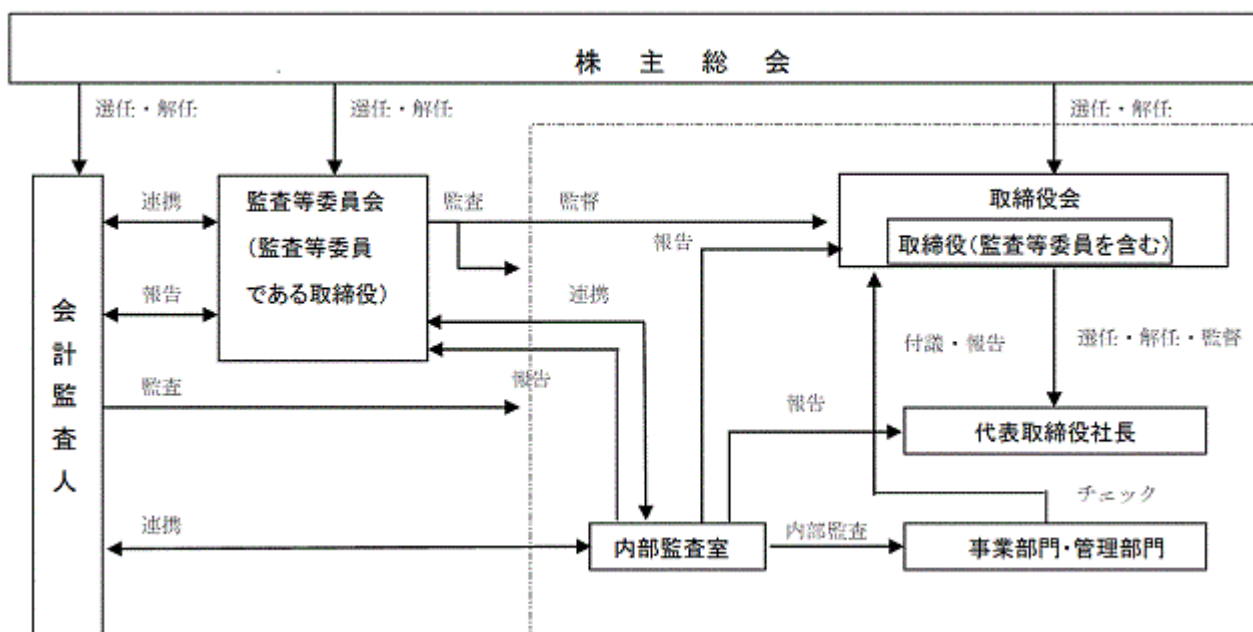 株主総会
選任・解任
選任・解任
選任・解任
連携
監査等委員会
(監査等委員
である取締役)
監査
監督
報告
取締役会
取締役(監査等委員を含む)
報告
連携
付議・報告
選任・解任・監督
会計監査人
監査
報告
報告
代表取締役社長
チェック
連携
内部監査室
内部監査
事業部門・管理部門